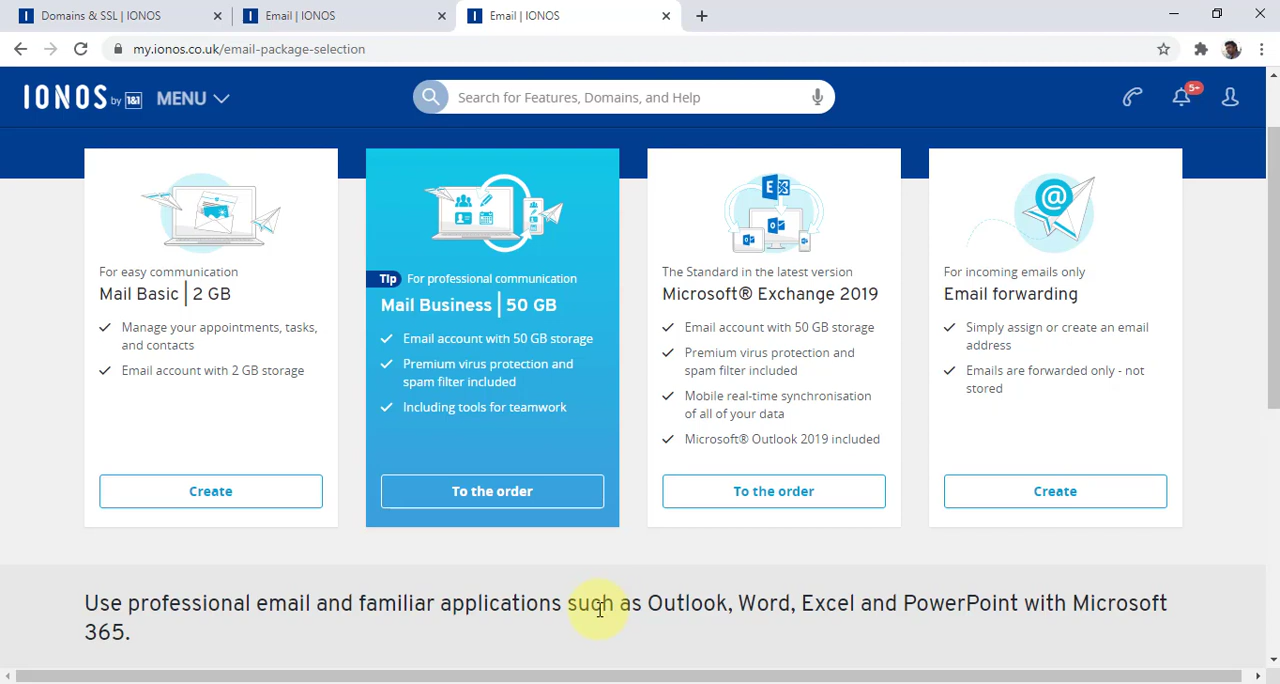 Domains & SSL | IONOS
Email | IONOS
Email | IONOS
my.ionos.co.uk/email-package-selection
IONOS by 1&1
MENU
Search for Features, Domains, and Help
5+
For easy communication
Mail Basic | 2 GB
Manage your appointments, tasks,
and contacts
Email account with 2 GB storage
Create
Tip For professional communication
Mail Business | 50 GB
Email account with 50 GB storage
Premium virus protection and
spam filter included
Including tools for teamwork
To the order
The Standard in the latest version
Microsoft® Exchange 2019
Email account with 50 GB storage
Premium virus protection and
spam filter included
Mobile real-time synchronisation
of all of your data
Microsoft® Outlook 2019 included
To the order
For incoming emails only
Email forwarding
Simply assign or create an email
address
Emails are forwarded only - not
stored
Create
Use professional email and familiar applications such as Outlook, Word, Excel and PowerPoint with Microsoft
365.